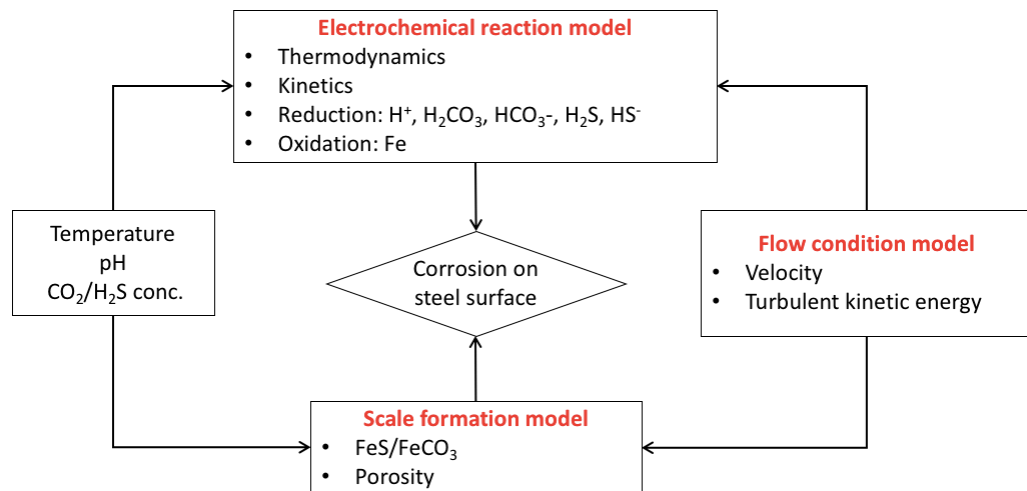 Electrochemical reaction model
• Thermodynamics
• Kinetics
• Reduction: H⁺, H₂CO₃, HCO₃-, H₂S, HS⁻
• Oxidation: Fe
Temperature
pH
CO₂/H₂S conc.
Corrosion on
steel surface
Flow condition model
• Velocity
• Turbulent kinetic energy
Scale formation model
• FeS/FeCO₃
• Porosity